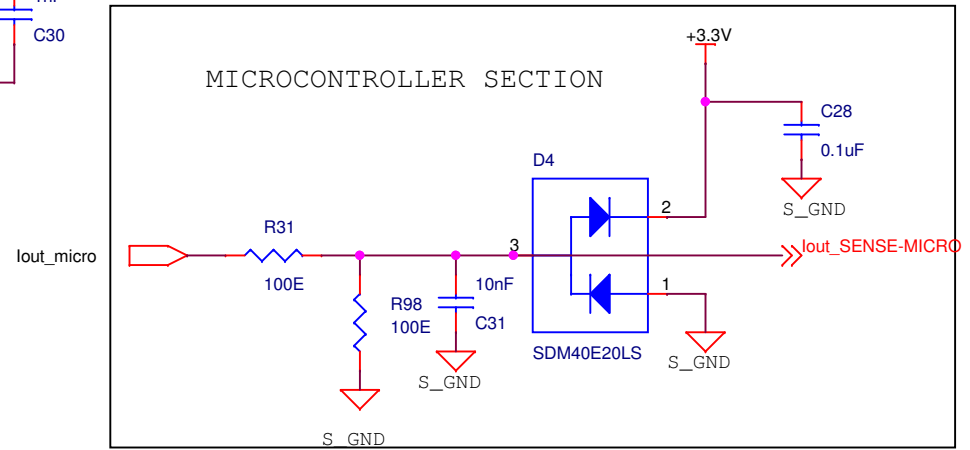 C30
+3.3V
MICROCONTROLLER SECTION
C28
0.1uF
S_GND
D4
2
R31
3
Iout_micro
Iout_SENSE-MICRO
100E
10nF
1
R98
100E
C31
S_GND
SDM40E20LS
S_GND
S_GND